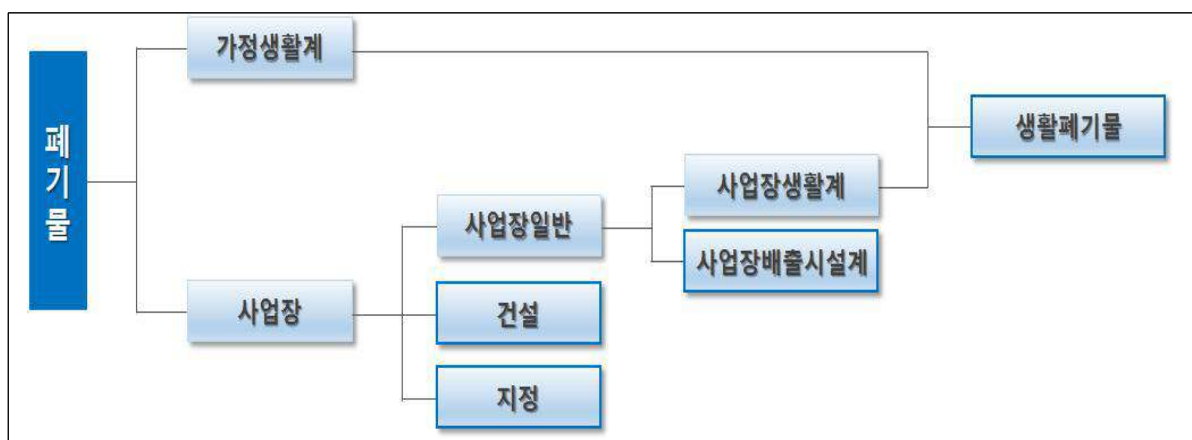 폐기물
가정생활계
생활폐기물
사업장생활계
사업장일반
사업장배출시설계
사업장
건설
지정